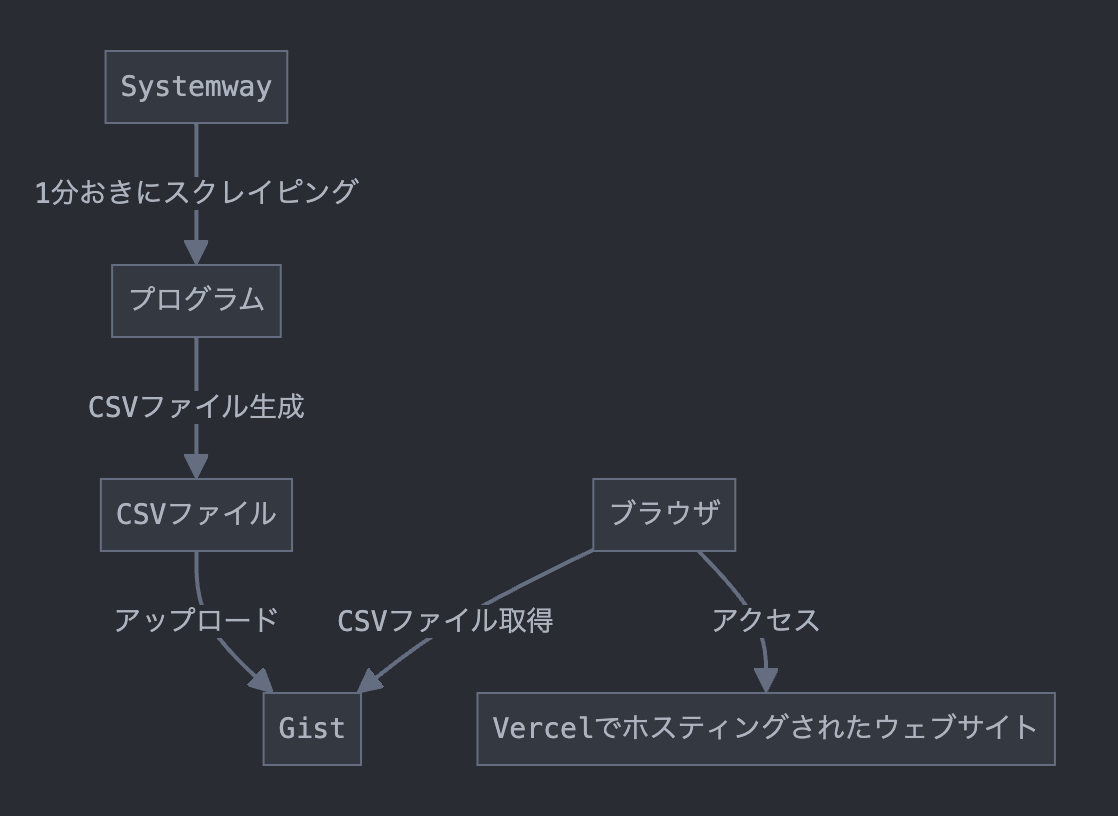 Systemway
1分おきにスクレイピング
プログラム
CSVファイル生成
CSVファイル
ブラウザ
アップロード
CSVファイル取得
アクセス
Gist
Vercelでホスティングされたウェブサイト